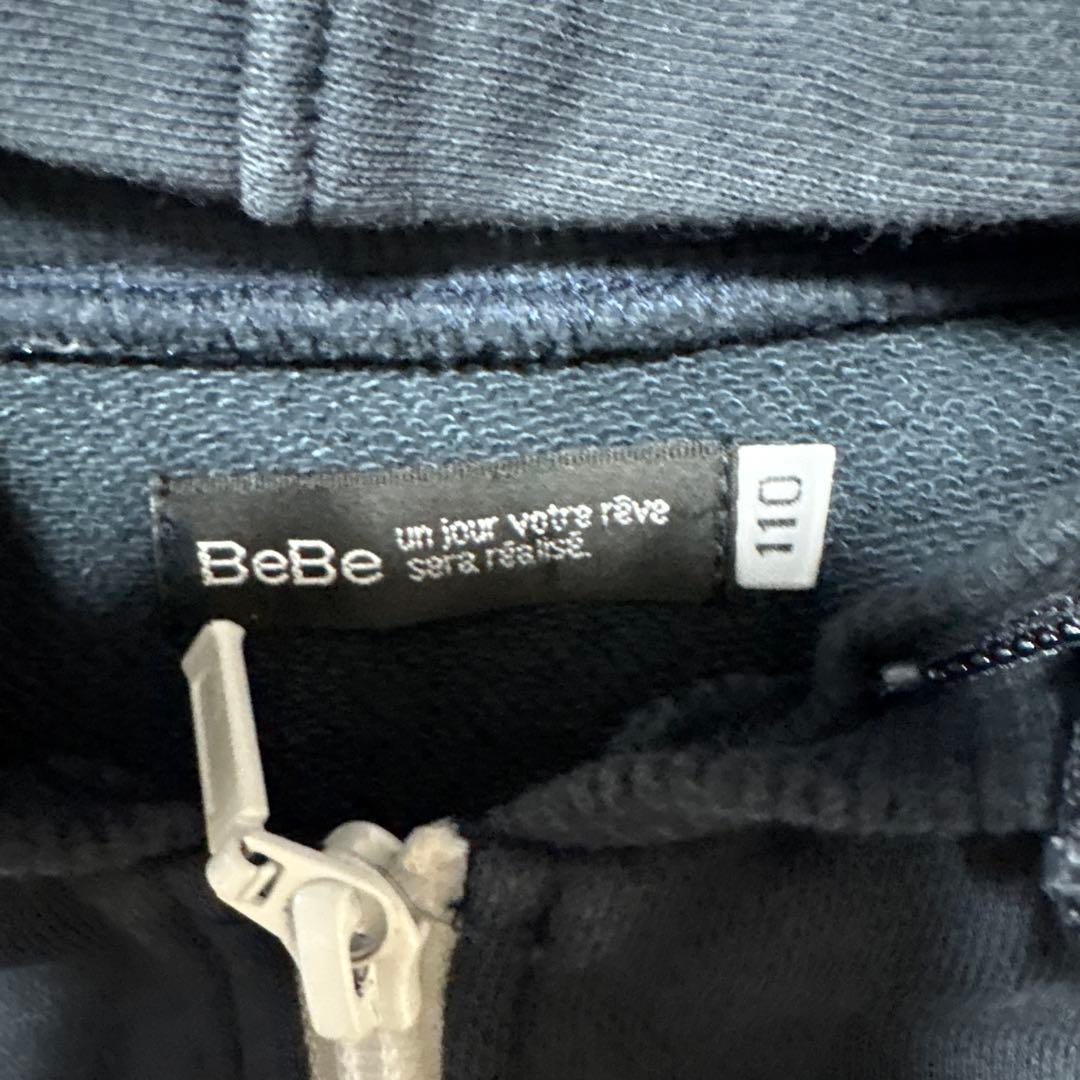 BeBe
un jour votre rêve
sera réalisé.
110